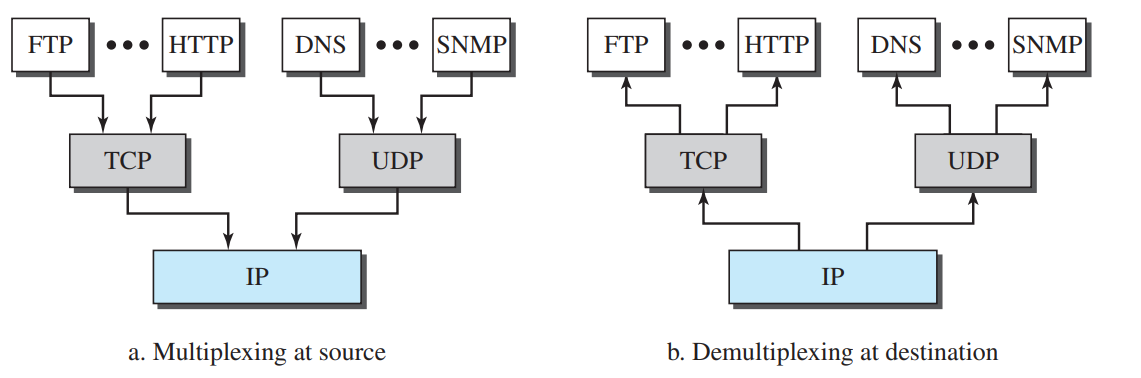 FTP ••• HTTP DNS ••• SNMP FTP ••• HTTP DNS ••• SNMP
TCP UDP TCP UDP
IP IP
a. Multiplexing at source b. Demultiplexing at destination